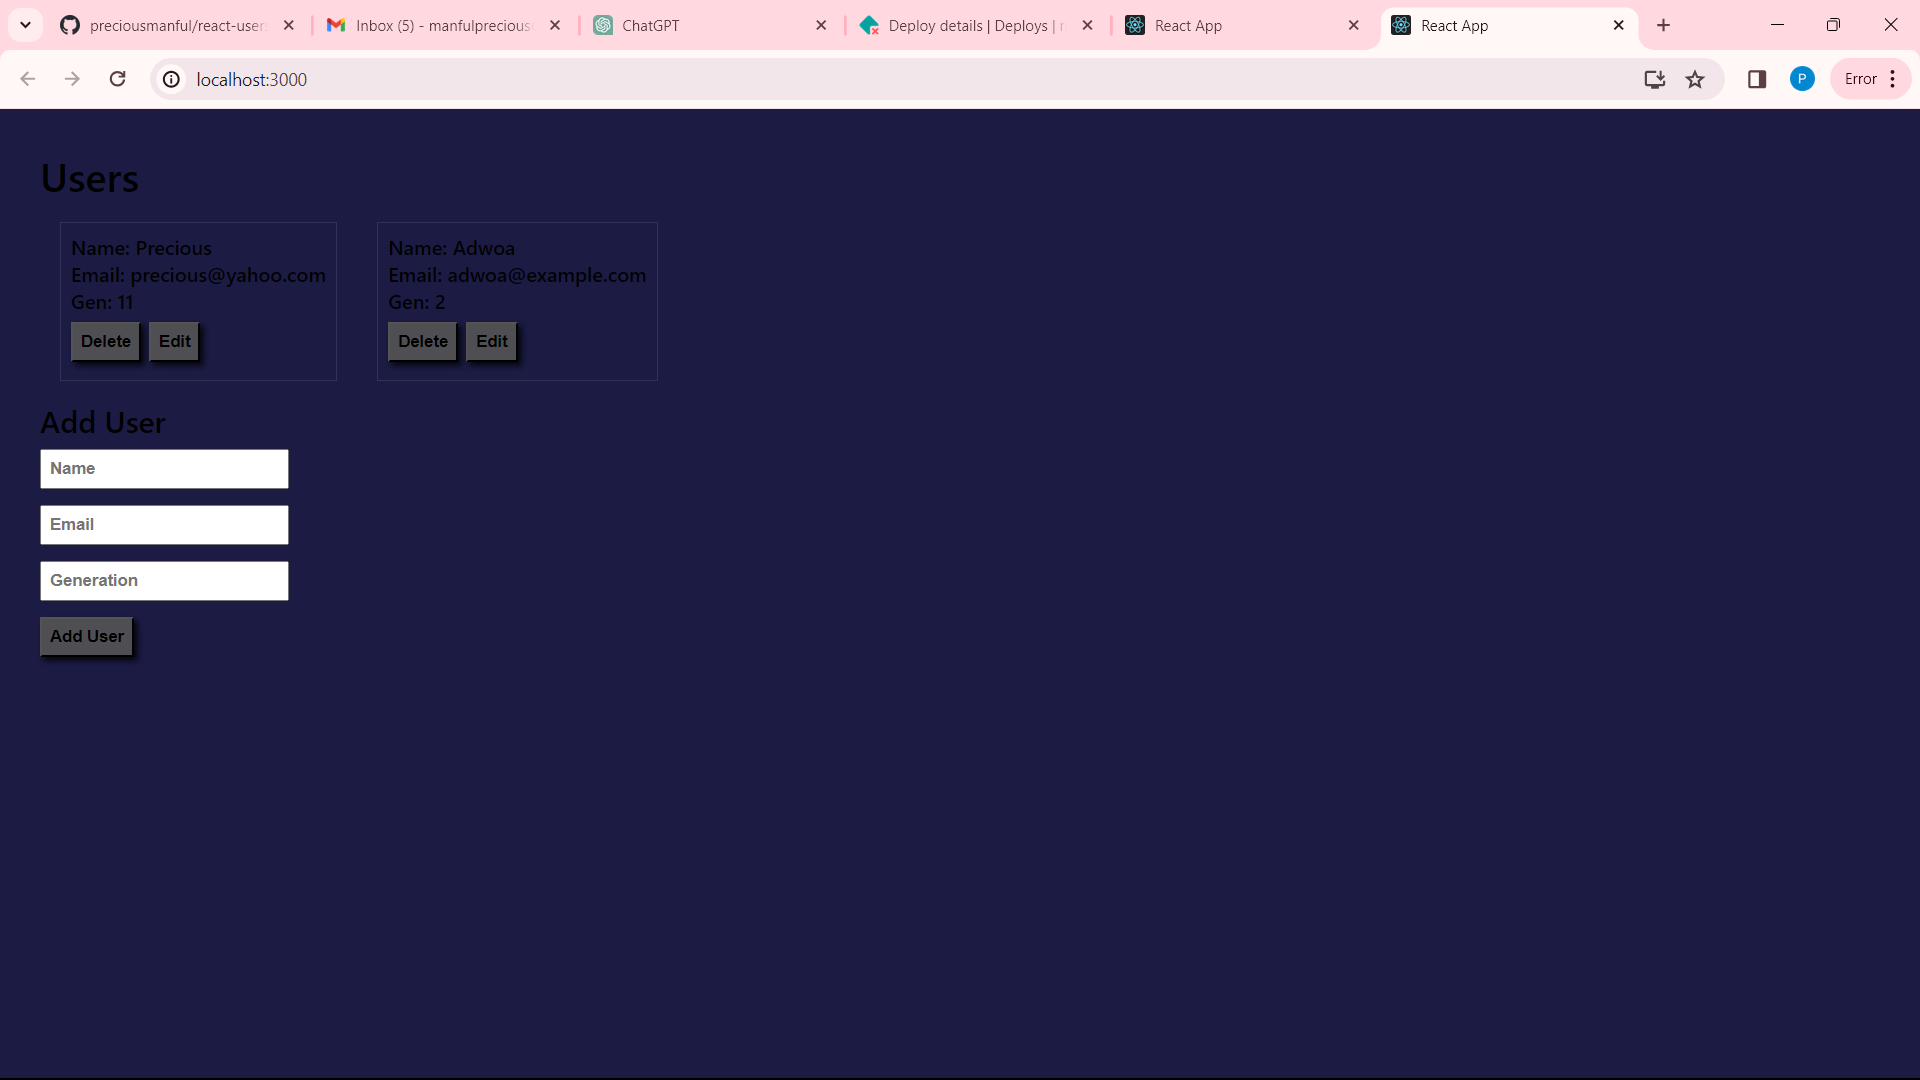 preciousmanful/react-user
Inbox (5) - manfulprecious
ChatGPT
Deploy details | Deploys |
React App
React App
localhost:3000
P
Error
Users
Name: Precious
Email: precious@yahoo.com
Gen: 11
Delete
Edit
Name: Adwoa
Email: adwoa@example.com
Gen: 2
Delete
Edit
Add User
Name
Email
Generation
Add User